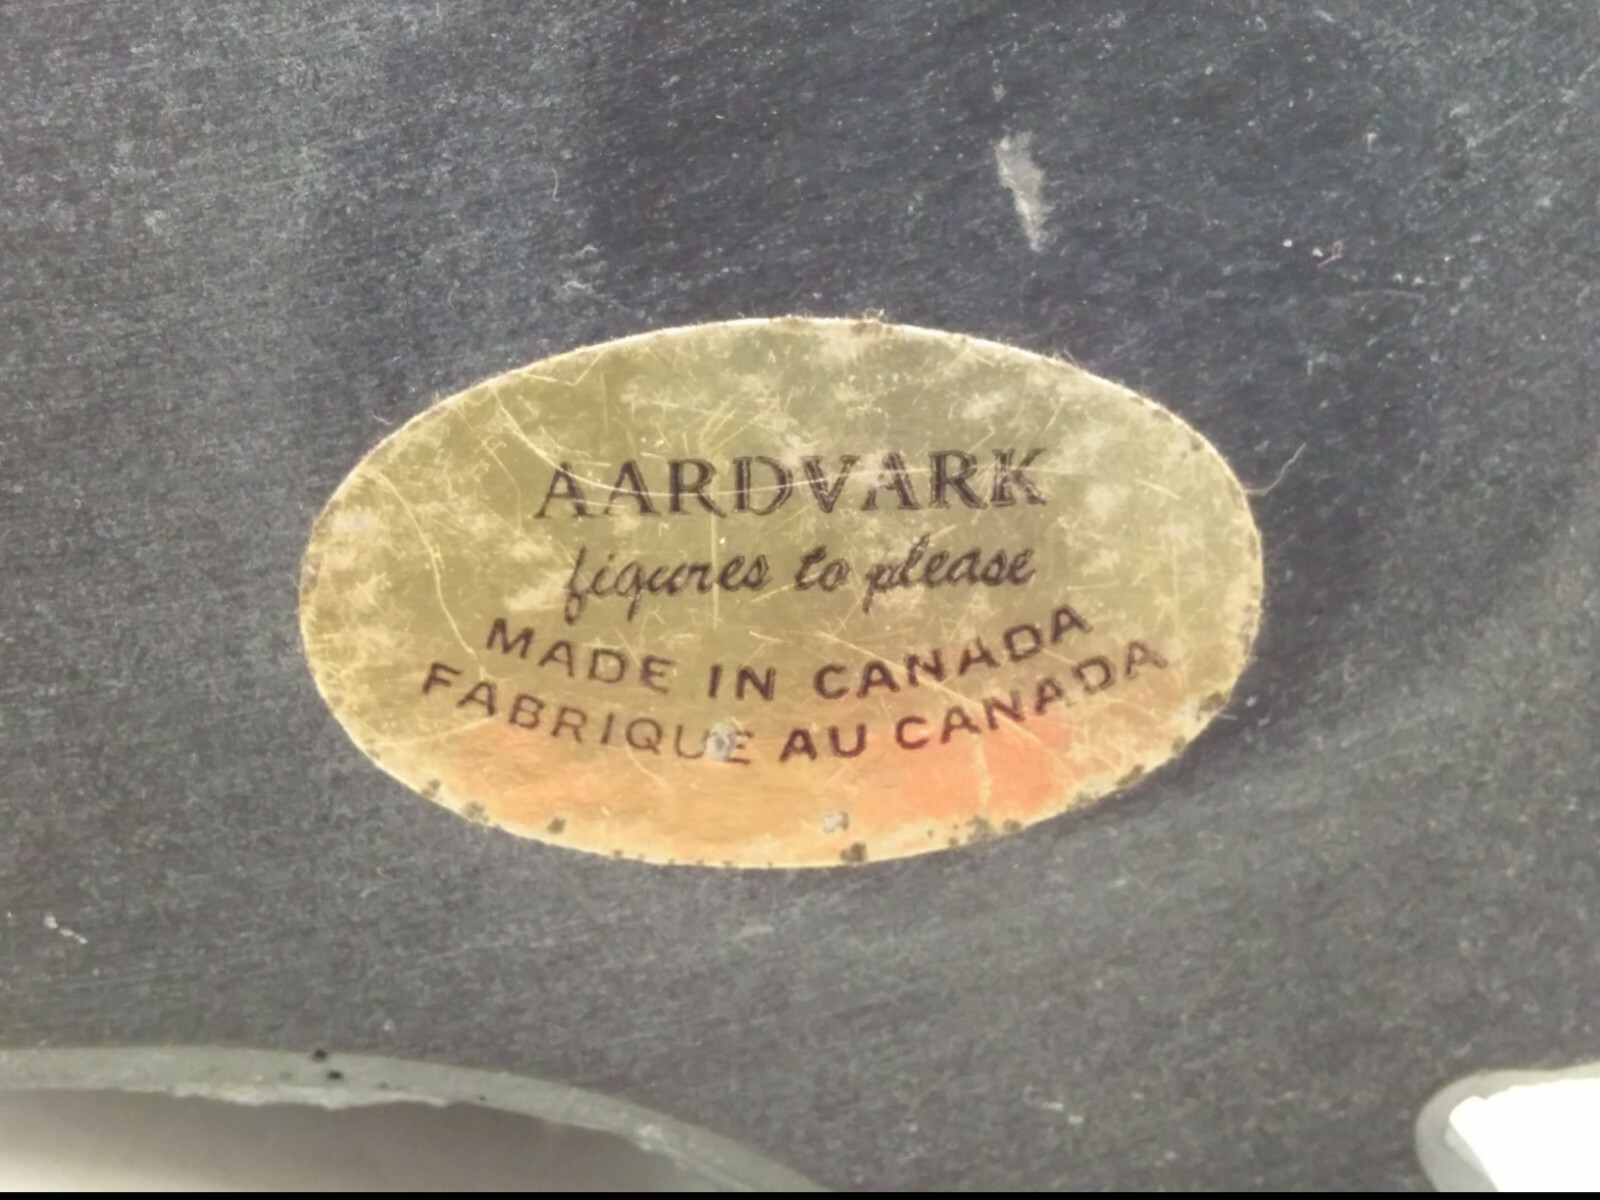 AARDVARK
figures to please
MADE IN CANADA
FABRIQUE AU CANADA